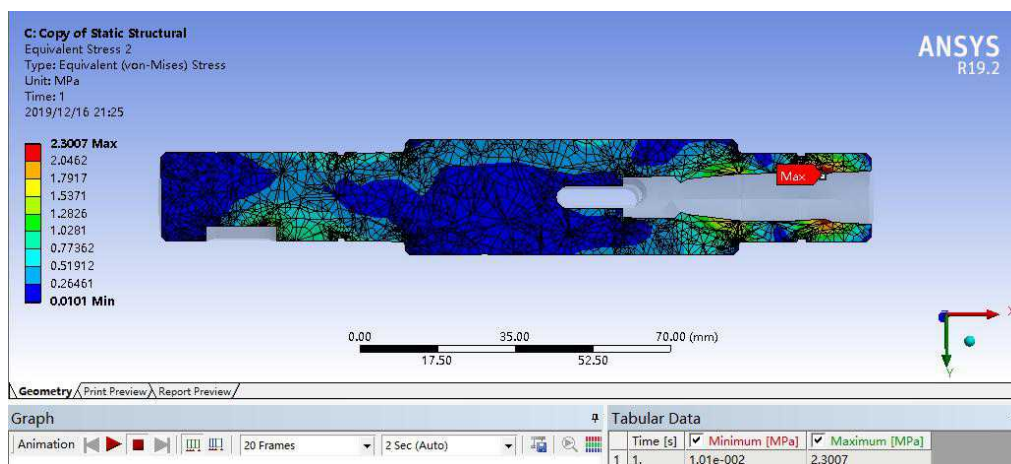 C: Copy of Static Structural
Equivalent Stress 2
Type: Equivalent (von-Mises) Stress
Unit: MPa
Time: 1
2019/12/16 21:25
ANSYS
R19.2
2.3007 Max
2.0462
1.7917
1.5371
1.2826
1.0281
0.77362
0.51912
0.26461
0.0101 Min
Max
0.00 35.00 70.00 (mm)
17.50 52.50
X
Y
Geometry Print Preview Report Preview
Graph
Animation 20 Frames 2 Sec (Auto)
Tabular Data
Time [s] Minimum [MPa] Maximum [MPa]
1 1. 1.01e-002 2.3007